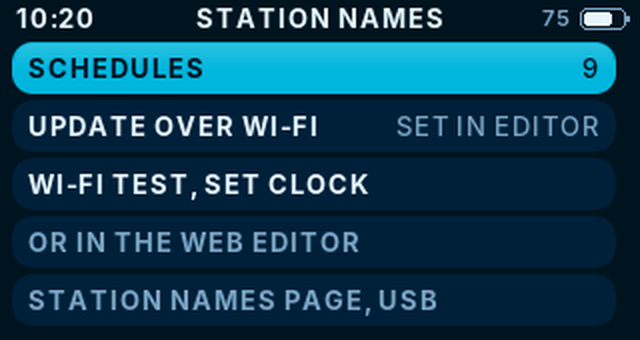 10:20 STATION NAMES 75
SCHEDULES 9
UPDATE OVER WI-FI SET IN EDITOR
WI-FI TEST, SET CLOCK
OR IN THE WEB EDITOR
STATION NAMES PAGE, USB